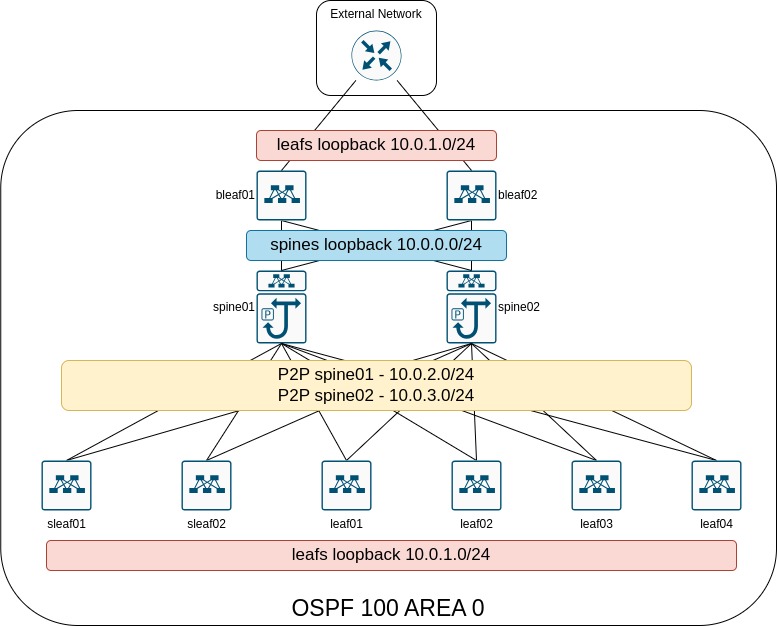 External Network
leafs loopback 10.0.1.0/24
bleaf01
bleaf02
spines loopback 10.0.0.0/24
spine01
P
P
spine02
P2P spine01 - 10.0.2.0/24
P2P spine02 - 10.0.3.0/24
sleaf01
sleaf02
leaf01
leaf02
leaf03
leaf04
leafs loopback 10.0.1.0/24
OSPF 100 AREA 0